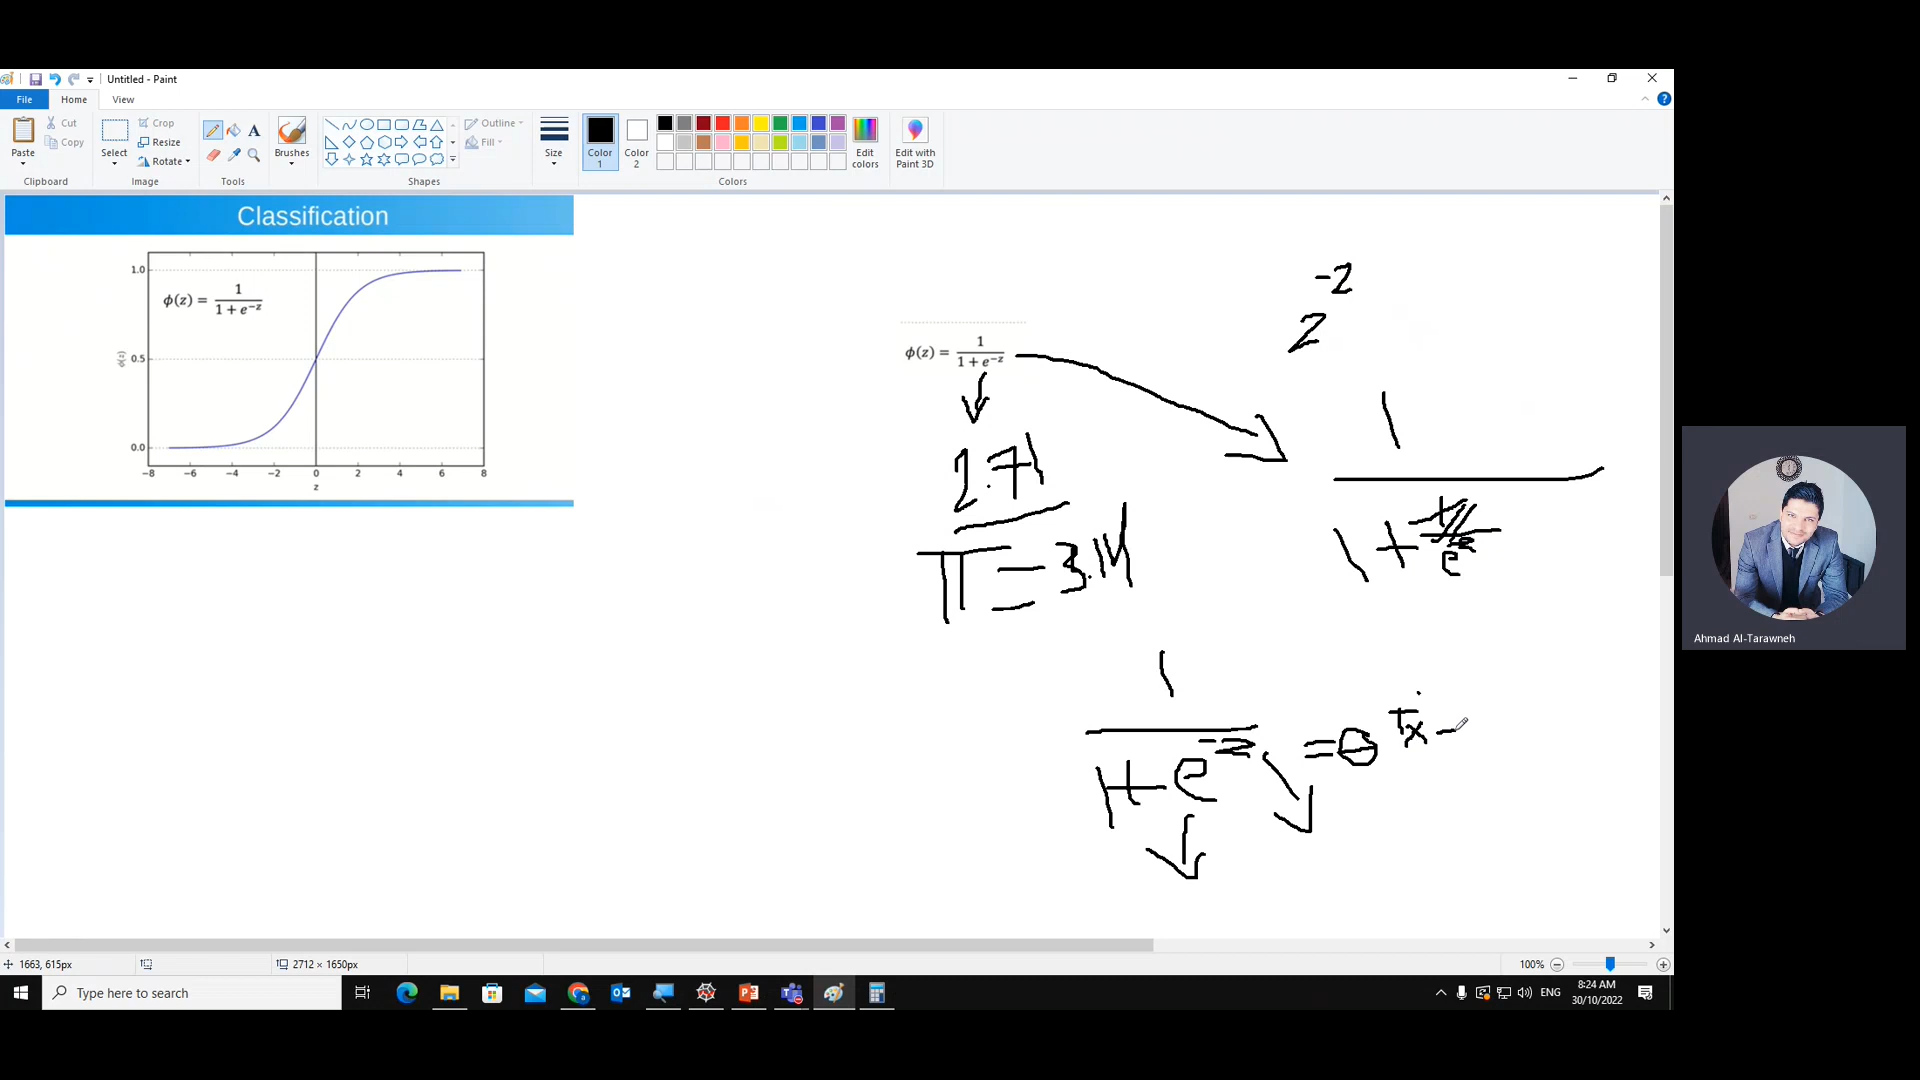 Untitled - Paint
File Home View
Paste
Cut
Copy
Clipboard
Select
Crop
Resize
Rotate
Image
Tools
Brushes
Shapes
Outline
Fill
Size
Color 1
Color 2
Colors
Edit colors
Edit with Paint 3D
Classification
1.0
0.5
0.0
ϕ(z) = 1 / (1 + e^−z)
ϕ(z)
−8 −6 −4 −2 0 2 4 6 8
z
ϕ(z) = 1 / (1 + e^−z)
2^-2
2.71
π = 3.14
1
1 +
e
1
1+e^-z = θ^Tx -
Ahmad Al-Tarawneh
1663, 615px
2712 × 1650px
100%
Type here to search
ENG
8:24 AM
30/10/2022